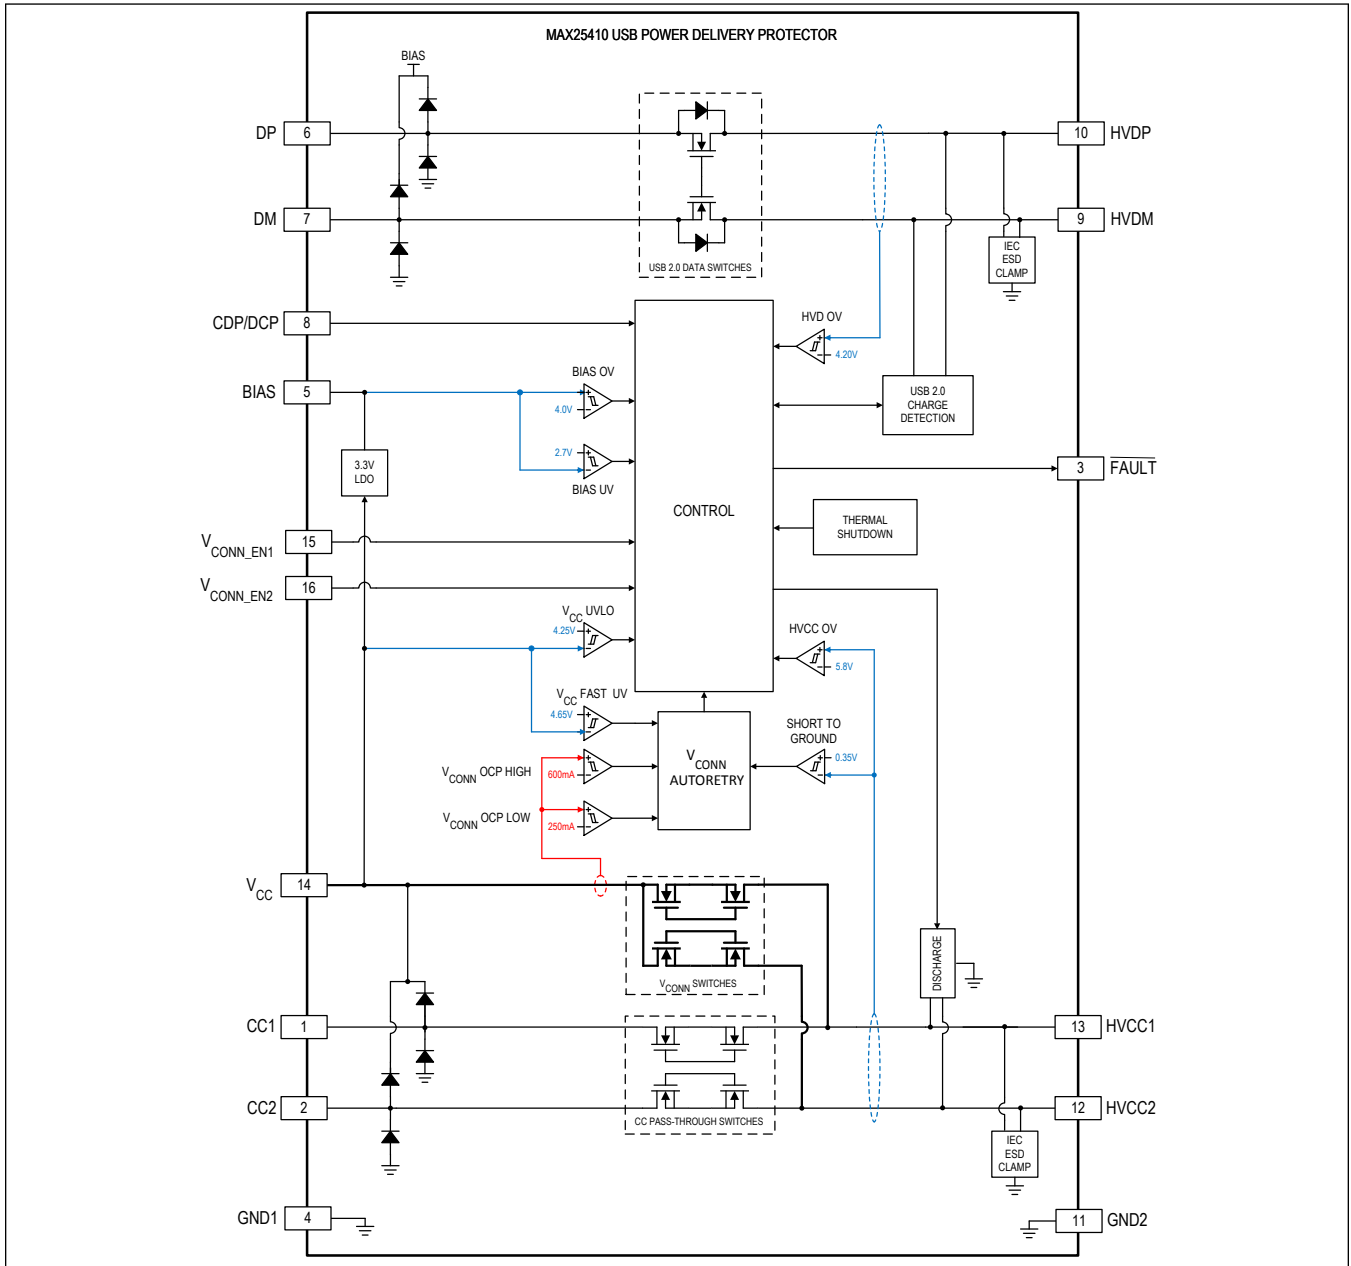 MAX25410 USB POWER DELIVERY PROTECTOR
BIAS
DP 6
10 HVDP
DM 7
9 HVDM
USB 2.0 DATA SWITCHES
IEC
ESD
CLAMP
CDP/DCP 8
HVD OV
+
−
4.20V
BIAS 5
BIAS OV
+
−
4.0V
USB 2.0
CHARGE
DETECTION
3.3V
LDO
2.7V
+
−
BIAS UV
3 FAULT
CONTROL
THERMAL
SHUTDOWN
VCONN_EN1 15
VCONN_EN2 16
VCC UVLO
4.25V
+
−
HVCC OV
+
−
5.8V
VCC FAST UV
4.65V
+
−
SHORT TO
GROUND
+
−
0.35V
VCONN
AUTORETRY
VCONN OCP HIGH
+
−
600mA
VCONN OCP LOW
+
−
250mA
VCC 14
VCONN SWITCHES
DISCHARGE
CC1 1
13 HVCC1
CC2 2
12 HVCC2
CC PASS-THROUGH SWITCHES
IEC
ESD
CLAMP
GND1 4
11 GND2